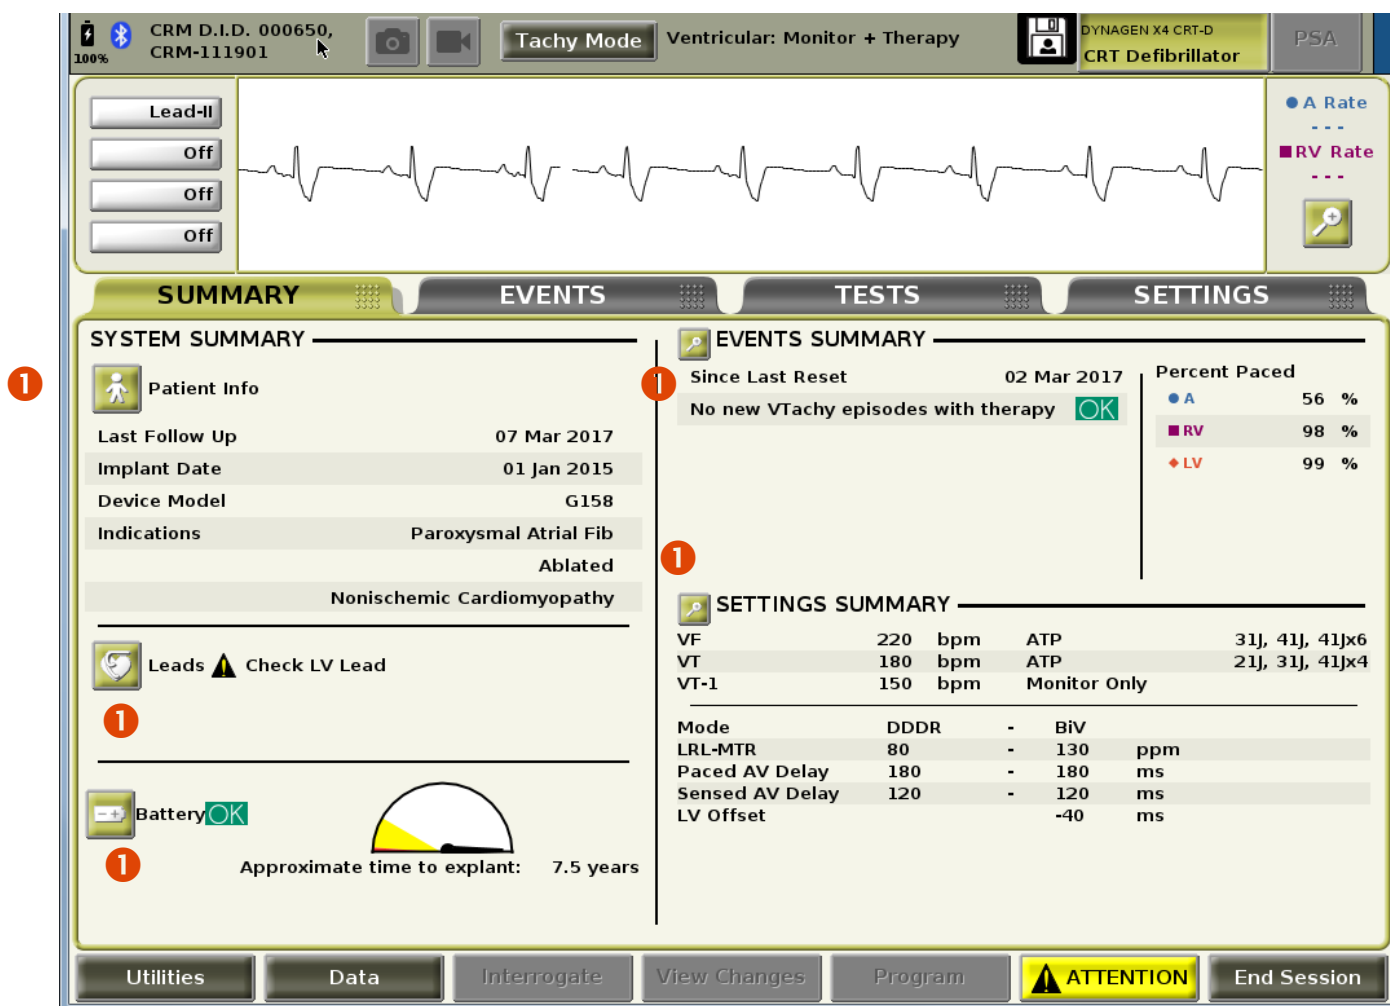 CRM D.I.D. 000650,
CRM-111901
100%
Tachy Mode
Ventricular: Monitor + Therapy
DYNAGEN X4 CRT-D
CRT Defibrillator
PSA
Lead-II
Off
Off
Off
A Rate
- - -
RV Rate
- - -
SUMMARY
EVENTS
TESTS
SETTINGS
SYSTEM SUMMARY
1
Patient Info
Last Follow Up 07 Mar 2017
Implant Date 01 Jan 2015
Device Model G158
Indications Paroxysmal Atrial Fib
Ablated
Nonischemic Cardiomyopathy
Leads Check LV Lead
1
Battery OK
1
Approximate time to explant: 7.5 years
EVENTS SUMMARY
1
Since Last Reset 02 Mar 2017
No new VTachy episodes with therapy OK
Percent Paced
A 56 %
RV 98 %
LV 99 %
1
SETTINGS SUMMARY
VF 220 bpm ATP 31J, 41J, 41Jx6
VT 180 bpm ATP 21J, 31J, 41Jx4
VT-1 150 bpm Monitor Only
Mode DDDR - BiV
LRL-MTR 80 - 130 ppm
Paced AV Delay 180 - 180 ms
Sensed AV Delay 120 - 120 ms
LV Offset -40 ms
Utilities
Data
Interrogate
View Changes
Program
ATTENTION
End Session